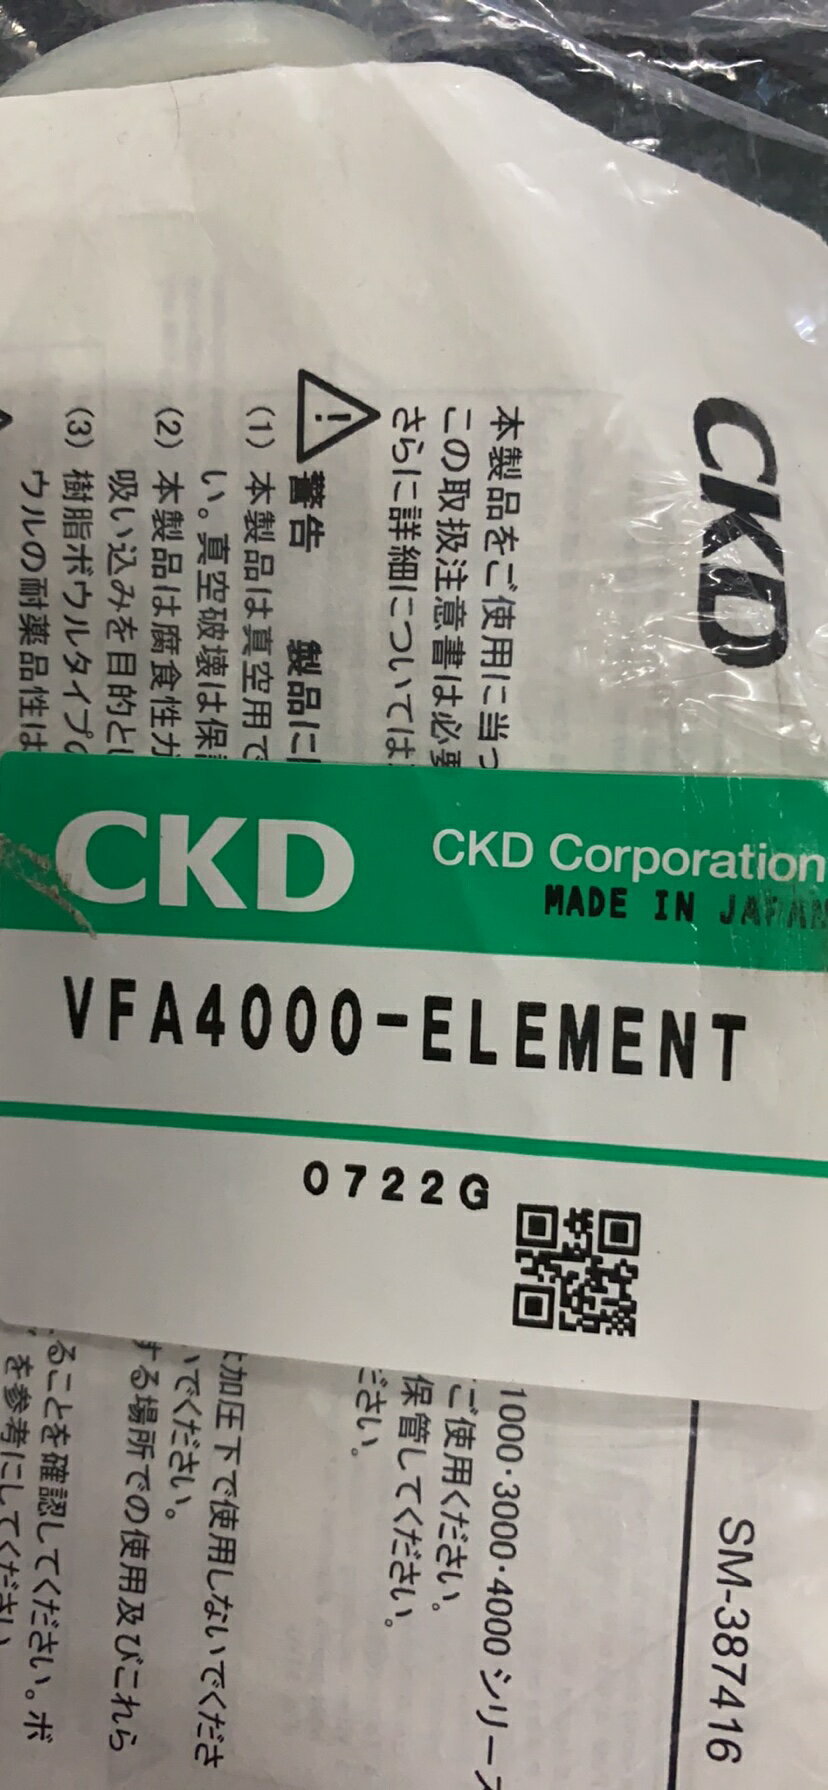 CKD
SM-387416
本製品をご使用に当っ
1000・3000・4000 シリーズ
この取扱注意書は必要
ご使用ください。
さらに詳細については
保管してください。
ださい。
警告 製品に
(1) 本製品は真空用で
加圧下で使用しないでくださ
い。真空破壊は保
いでください。
(2) 本製品は腐食性ガ
する場所での使用及びこれら
吸い込みを目的とし
(3) 樹脂ボウルタイプの
ることを確認してください。ボ
ウルの耐薬品性は
を参考にしてください
CKD
CKD Corporation
MADE IN JAPAN
VFA4000-ELEMENT
0722G